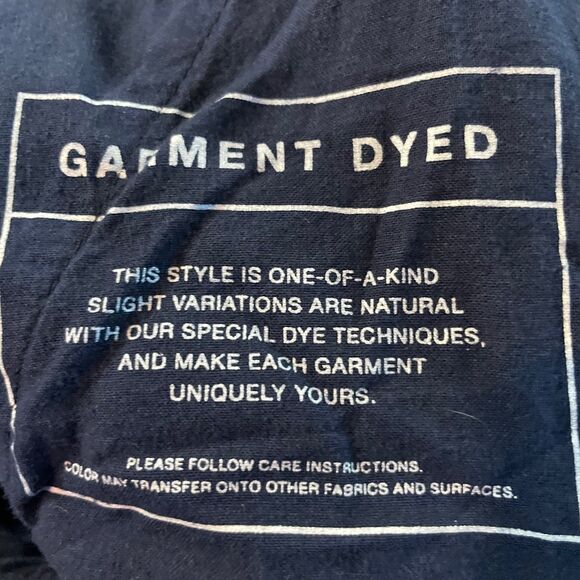 GARMENT DYED
THIS STYLE IS ONE-OF-A-KIND
SLIGHT VARIATIONS ARE NATURAL
WITH OUR SPECIAL DYE TECHNIQUES,
AND MAKE EACH GARMENT
UNIQUELY YOURS.
PLEASE FOLLOW CARE INSTRUCTIONS.
COLOR MAY TRANSFER ONTO OTHER FABRICS AND SURFACES.